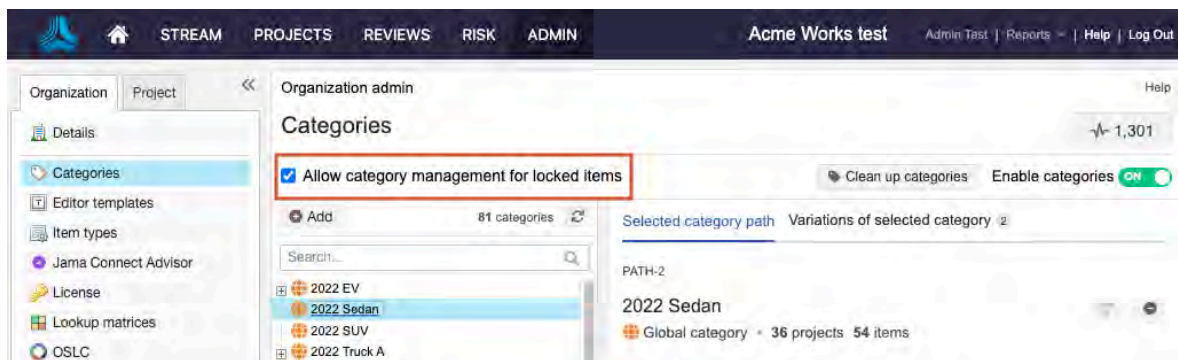 STREAM PROJECTS REVIEWS RISK ADMIN Acme Works test Admin Test | Reports | Help | Log Out
Organization Project
Organization admin Help
Details
Categories 1,301
Categories
Allow category management for locked items Clean up categories Enable categories ON
Editor templates
Add 81 categories
Selected category path Variations of selected category 2
Item types
Search...
Jama Connect Advisor
PATH-2
License
2022 EV
2022 Sedan
2022 Sedan
Lookup matrices
2022 SUV
Global category • 36 projects 54 items
OSLC
2022 Truck A